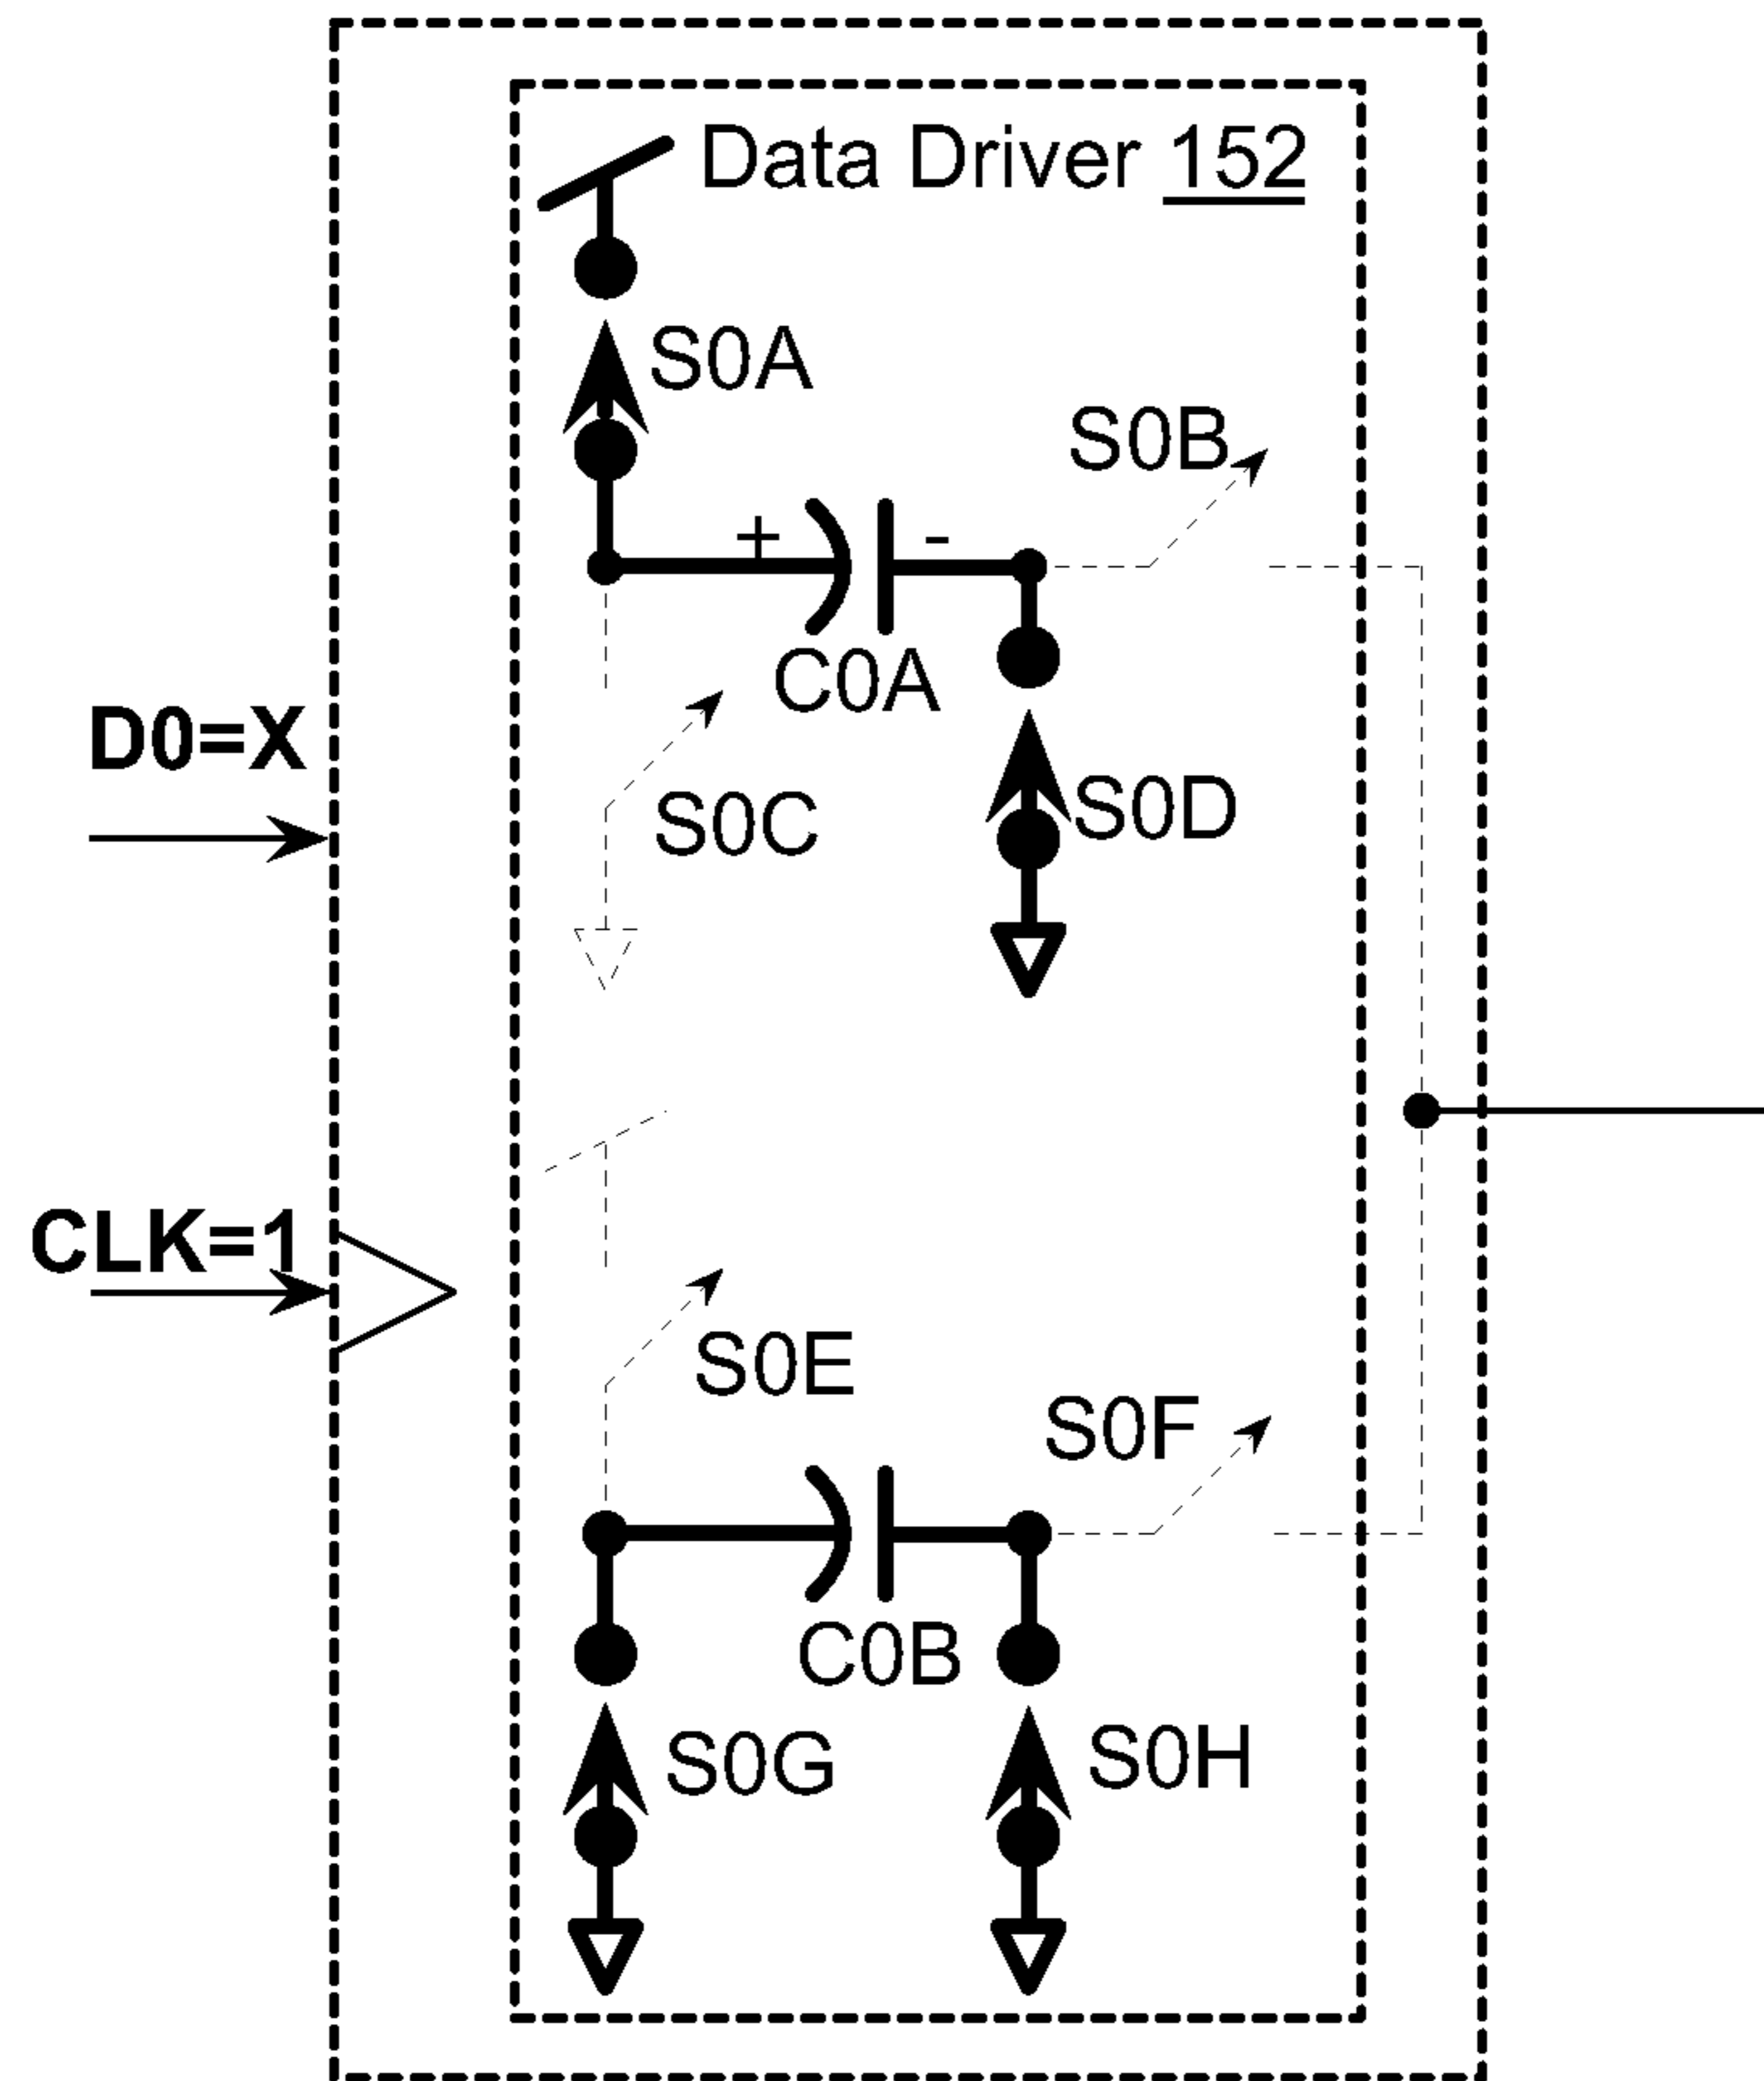 Data Driver 152
S0A
S0B
+ -
C0A
D0=X
S0C
S0D
CLK=1
S0E
S0F
C0B
S0G
S0H